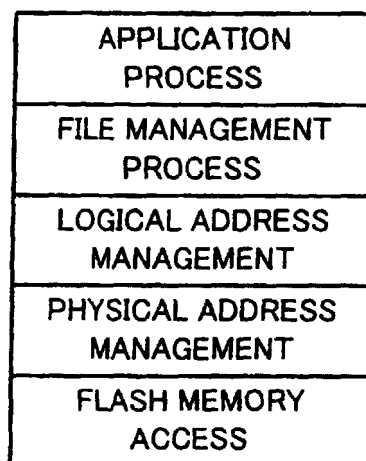 APPLICATION
PROCESS
FILE MANAGEMENT
PROCESS
LOGICAL ADDRESS
MANAGEMENT
PHYSICAL ADDRESS
MANAGEMENT
FLASH MEMORY
ACCESS